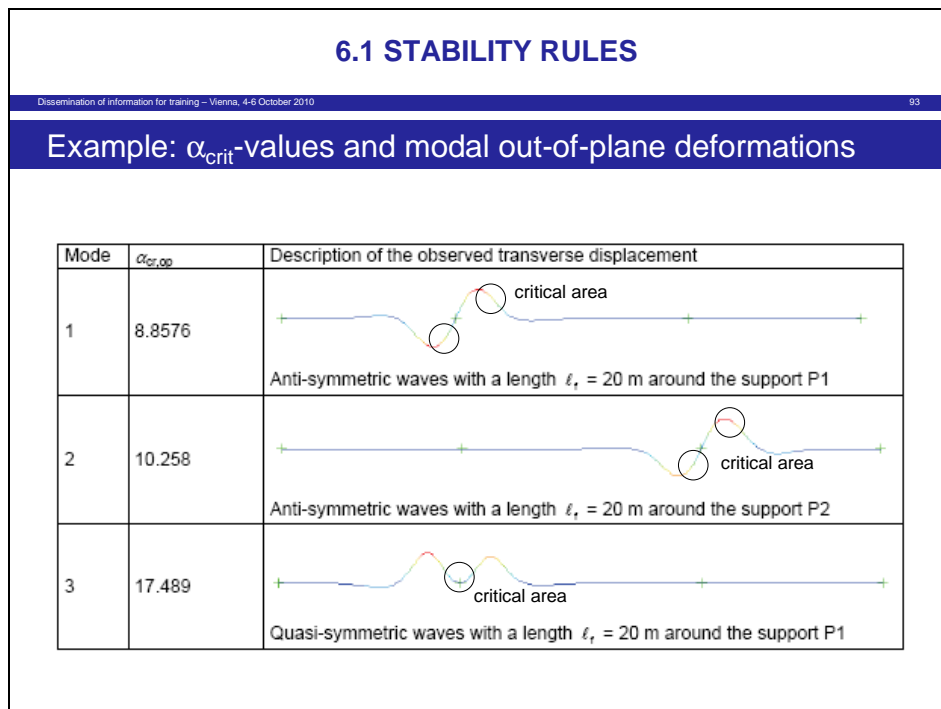 6.1 STABILITY RULES
Dissemination of information for training – Vienna, 4-6 October 2010 93
Example: αcrit-values and modal out-of-plane deformations
Mode αcr,op Description of the observed transverse displacement
critical area
1 8.8576
Anti-symmetric waves with a length ℓr = 20 m around the support P1
2 10.258
critical area
Anti-symmetric waves with a length ℓr = 20 m around the support P2
3 17.489
critical area
Quasi-symmetric waves with a length ℓr = 20 m around the support P1